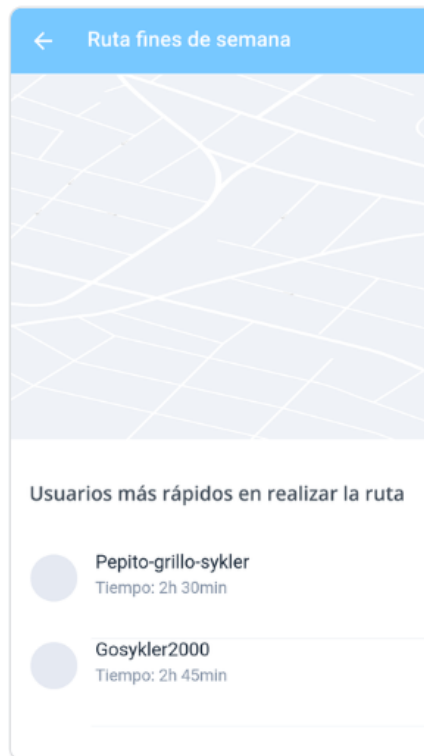 Ruta fines de semana
Usuarios más rápidos en realizar la ruta
Pepito-grillo-sykler
Tiempo: 2h 30min
Gosykler2000
Tiempo: 2h 45min